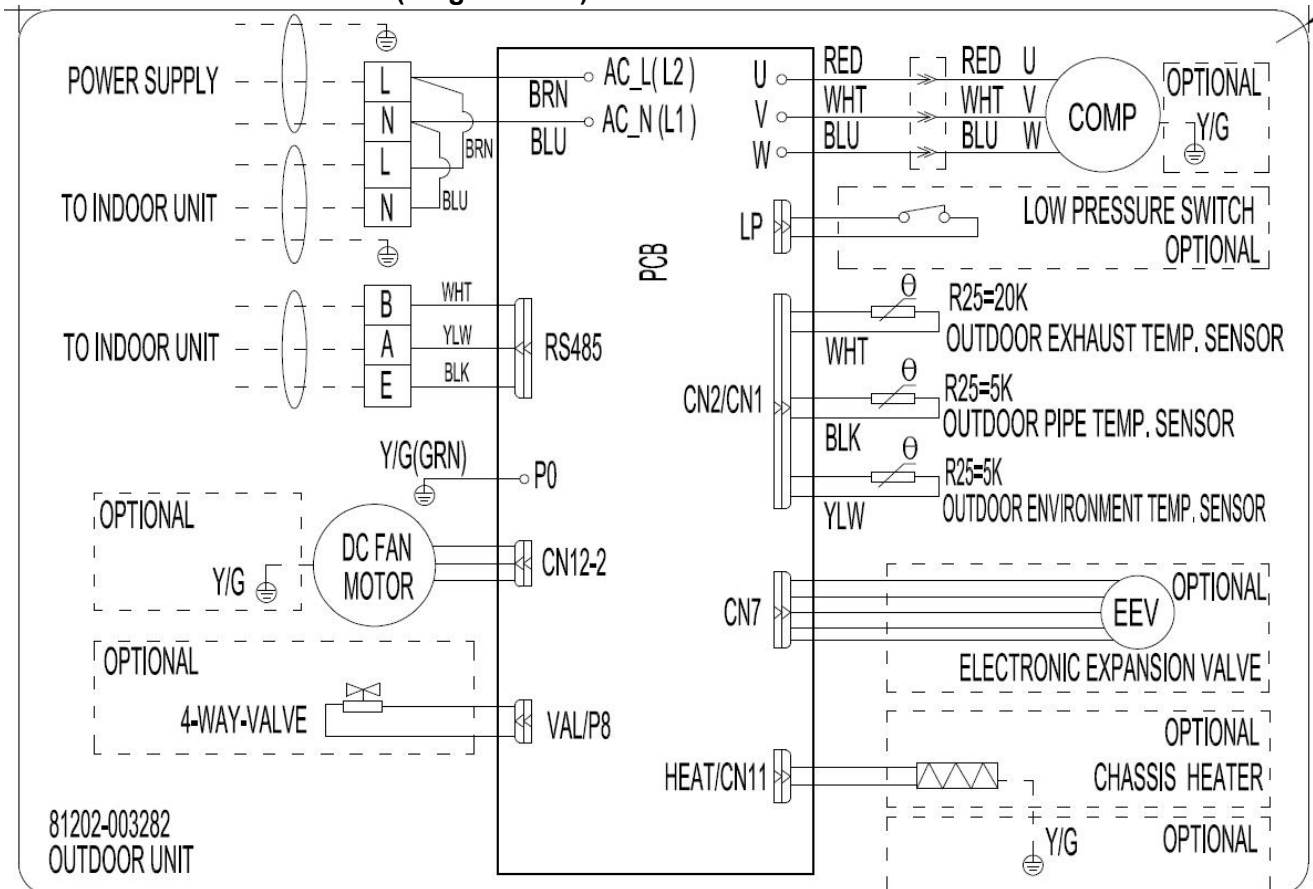 POWER SUPPLY
L
N
L
N
BRN
BLU
BRN
BLU
AC_L( L2 )
AC_N (L1 )
TO INDOOR UNIT
B
A
E
WHT
YLW
BLK
RS485
TO INDOOR UNIT
Y/G(GRN)
P0
OPTIONAL
Y/G
DC FAN
MOTOR
CN12-2
OPTIONAL
4-WAY-VALVE
VAL/P8
81202-003282
OUTDOOR UNIT
PCB
U
V
W
RED
WHT
BLU
RED U
WHT V
BLU W
COMP
OPTIONAL
Y/G
LP
LOW PRESSURE SWITCH
OPTIONAL
CN2/CN1
θ
R25=20K
OUTDOOR EXHAUST TEMP. SENSOR
WHT
θ
R25=5K
OUTDOOR PIPE TEMP. SENSOR
BLK
θ
R25=5K
OUTDOOR ENVIRONMENT TEMP. SENSOR
YLW
CN7
EEV
OPTIONAL
ELECTRONIC EXPANSION VALVE
HEAT/CN11
OPTIONAL
CHASSIS HEATER
Y/G
OPTIONAL